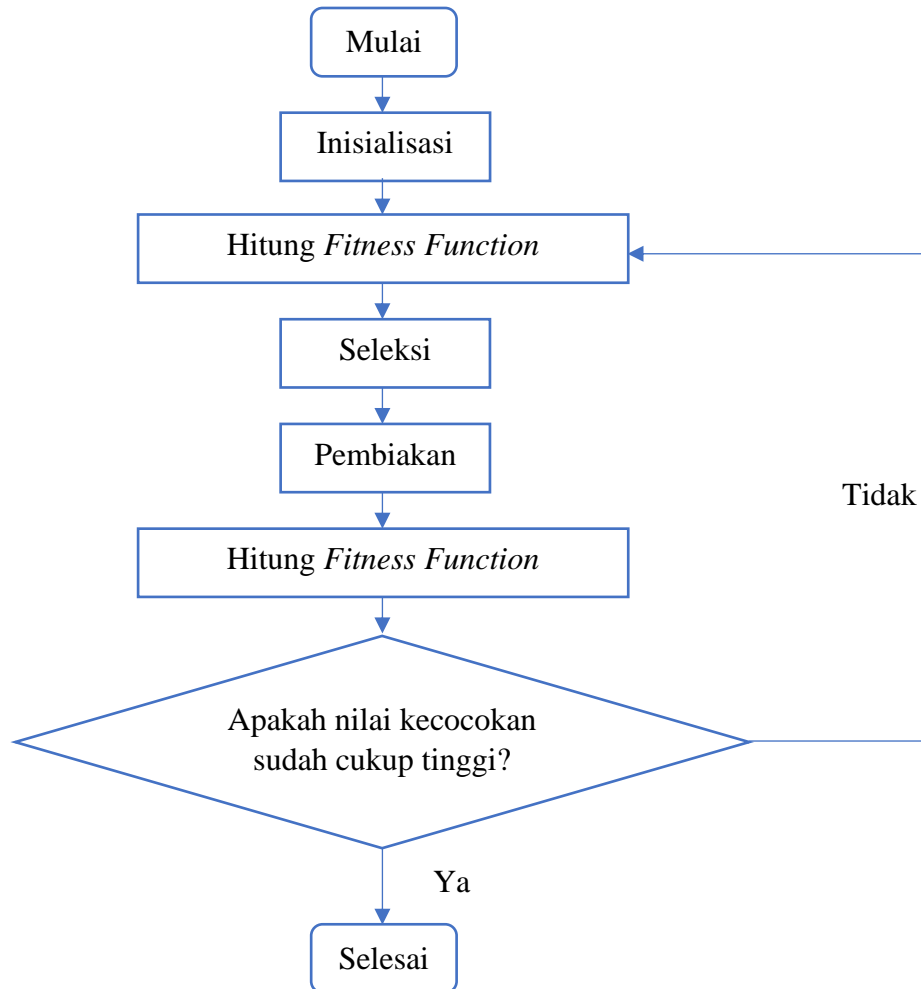 Mulai
Inisialisasi
Hitung Fitness Function
Seleksi
Pembiakan
Tidak
Hitung Fitness Function
Apakah nilai kecocokan
sudah cukup tinggi?
Ya
Selesai